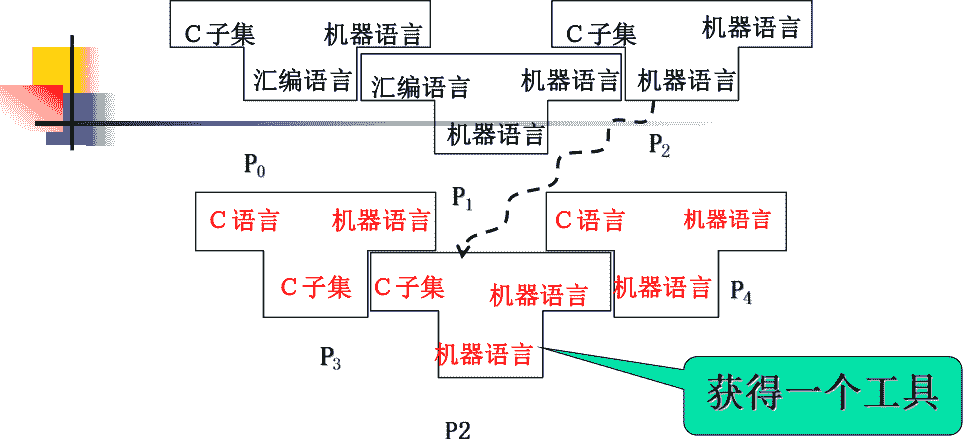 C子集 机器语言 C子集 机器语言
汇编语言 汇编语言 机器语言 机器语言
机器语言
P0 P1 P2
C语言 机器语言 C语言 机器语言
C子集 C子集 机器语言 机器语言 P4
P3 机器语言
获得一个工具
P2